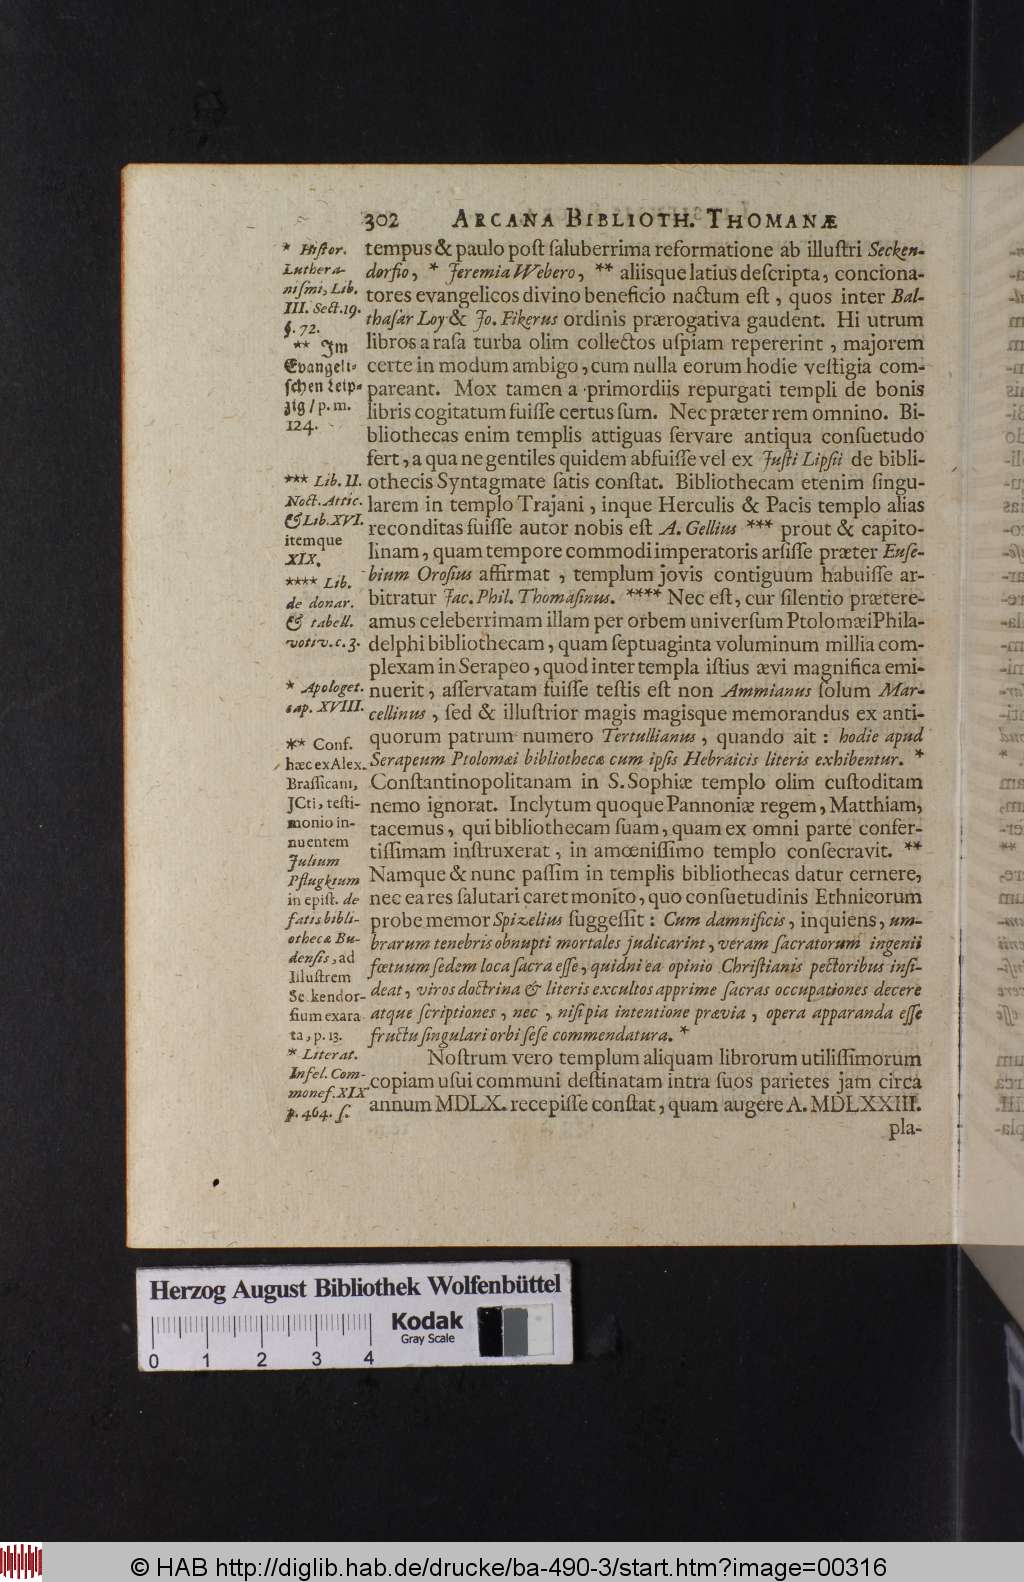 302 ARCANA BIBLIOTH. THOMANÆ
tempus & paulo poſt ſaluberrima reformatione ab illuſtri Secken-
dorfio, * Jeremia Webero, ** aliisque latius deſcripta, conciona-
tores evangelicos divino beneficio nactum eſt, quos inter Bal-
thaſar Loy & Jo. Fikerus ordinis prærogativa gaudent. Hi utrum
libros a raſa turba olim collectos uſpiam repererint, majorem
certe in modum ambigo, cum nulla eorum hodie veſtigia com-
pareant. Mox tamen a primordiis repurgati templi de bonis
libris cogitatum fuiſſe certus ſum. Nec præter rem omnino. Bi-
bliothecas enim templis attiguas ſervare antiqua conſuetudo
fert, a qua ne gentiles quidem abfuiſſe vel ex Juſti Lipſii de bibli-
othecis Syntagmate ſatis conſtat. Bibliothecam etenim ſingu-
larem in templo Trajani, inque Herculis & Pacis templo alias
reconditas fuiſſe autor nobis eſt A. Gellius *** prout & capito-
linam, quam tempore commodi imperatoris arſiſſe præter Euſe-
bium Oroſius affirmat, templum jovis contiguum habuiſſe ar-
bitratur Jac. Phil. Thomaſinus. **** Nec eſt, cur ſilentio prætere-
amus celeberrimam illam per orbem univerſum Ptolomæi Phila-
delphi bibliothecam, quam ſeptuaginta voluminum millia com-
plexam in Serapeo, quod inter templa iſtius ævi magnifica emi-
nuerit, aſſervatam fuiſſe teſtis eſt non Ammianus ſolum Mar-
cellinus, ſed & illuſtrior magis magisque memorandus ex anti-
quorum patrum numero Tertullianus, quando ait: hodie apud
Serapeum Ptolomæi bibliothecæ cum ipſis Hebraicis literis exhibentur. *
Conſtantinopolitanam in S. Sophiæ templo olim cuſtoditam
nemo ignorat. Inclytum quoque Pannoniæ regem, Matthiam,
tacemus, qui bibliothecam ſuam, quam ex omni parte confer-
tiſſimam inſtruxerat, in amœniſſimo templo conſecravit. **
Namque & nunc paſſim in templis bibliothecas datur cernere,
nec ea res ſalutari caret monito, quo conſuetudinis Ethnicorum
probe memor Spizelius ſuggeſſit: Cum damnificis, inquiens, um-
brarum tenebris obnupti mortales judicarint, veram ſacratorum ingenii
fœtuum ſedem loca ſacra eſſe, quidni ea opinio Chriſtianis pectoribus inſi-
deat, viros doctrina & literis excultos apprime ſacras occupationes decere
atque ſcriptiones, nec, niſi pia intentione prævia, opera apparanda eſſe
fructu ſingulari orbi ſeſe commendatura. *
Noſtrum vero templum aliquam librorum utiliſſimorum
copiam uſui communi deſtinatam intra ſuos parietes jam circa
annum MDLX. recepiſſe conſtat, quam augere A. MDLXXIII.
pla-
* Hiſtor.
Luthera-
niſmi, Lib.
III. Sect. 19.
§. 72.
** Im
Evangeli-
ſchen Leip-
zig / p. m.
124.
*** Lib. II.
Noct. Attic.
& Lib. XVI.
itemque
XIX.
**** Lib.
de donar.
& tabell.
votiv. c. 3.
* Apologet.
cap. XVIII.
** Conf.
hæc ex Alex.
Braſſicani,
JCti, teſti-
monio in-
nuentem
Julium
Pflugkium
in epiſt. de
fatis bibli-
othecæ Bu-
denſis, ad
Illuſtrem
Seckendor-
fium exara
ta, p. 13.
* Literat.
Infel. Com-
monef. XIX.
p. 464. ſ.
Herzog August Bibliothek Wolfenbüttel
Kodak
Gray Scale
0 1 2 3 4
© HAB http://diglib.hab.de/drucke/ba-490-3/start.htm?image=00316